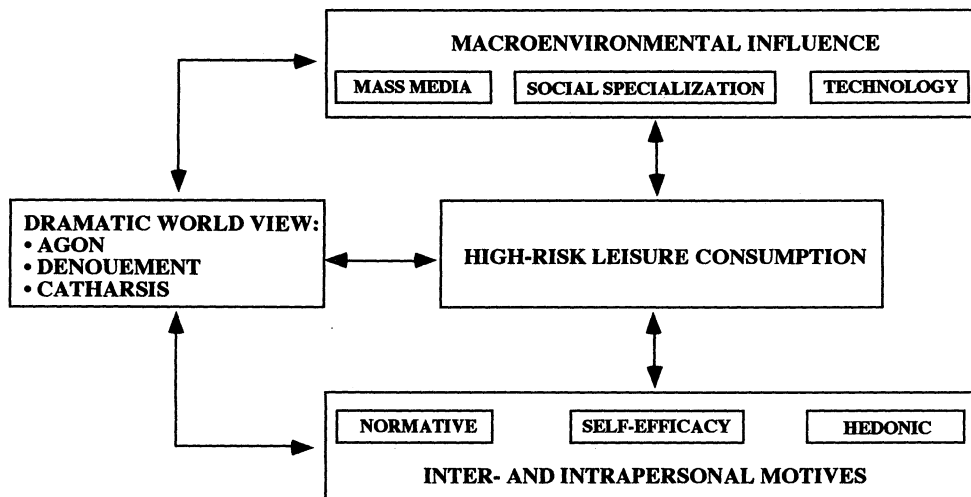 MACROENVIRONMENTAL INFLUENCE
MASS MEDIA
SOCIAL SPECIALIZATION
TECHNOLOGY
DRAMATIC WORLD VIEW:
• AGON
• DENOUEMENT
• CATHARSIS
HIGH-RISK LEISURE CONSUMPTION
NORMATIVE
SELF-EFFICACY
HEDONIC
INTER- AND INTRAPERSONAL MOTIVES